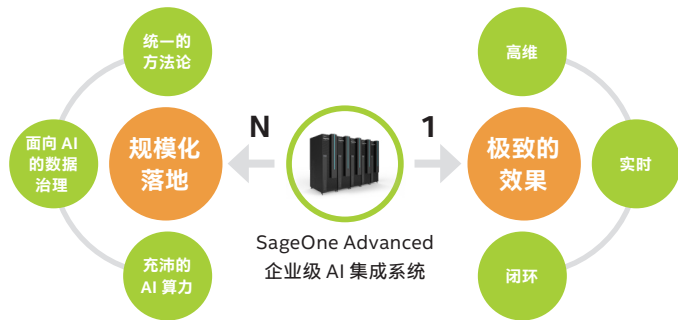 统一的
方法论
面向 AI
的数据
治理
规模化
落地
充沛的
AI 算力
N
1
SageOne Advanced
企业级 AI 集成系统
极致的
效果
高维
实时
闭环